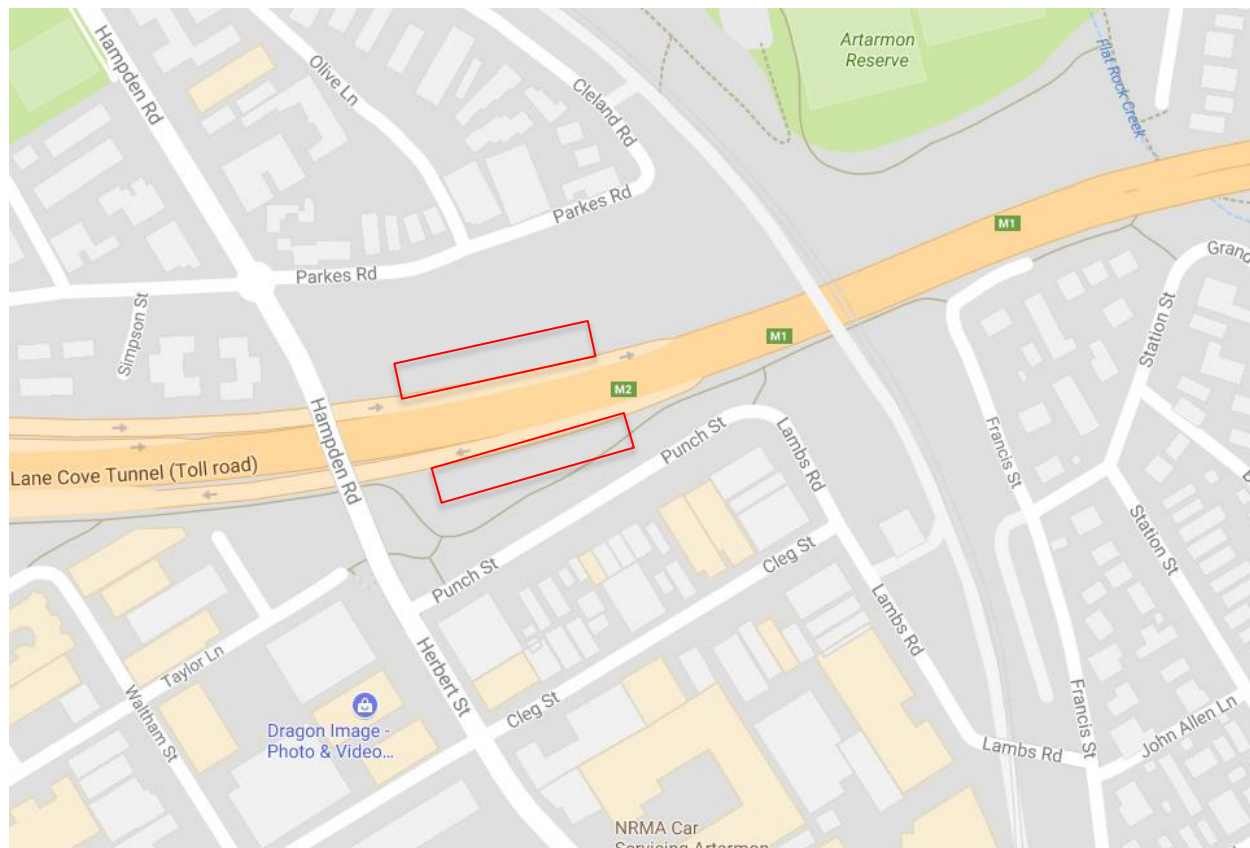 Hampden Rd
Olive Ln
Cleland Rd
Artarmon
Reserve
Flat Rock Creek
Parkes Rd
Parkes Rd
Simpson St
M1
M1
M2
Grand
Station St
Hampden Rd
Lane Cove Tunnel (Toll road)
Punch St
Lambs Rd
Francis St
Station St
Punch St
Cleg St
Lambs Rd
Taylor Ln
Waltham St
Herbert St
Cleg St
Dragon Image -
Photo & Video...
Francis St
John Allen Ln
Lambs Rd
NRMA Car
Servicing Artarmon